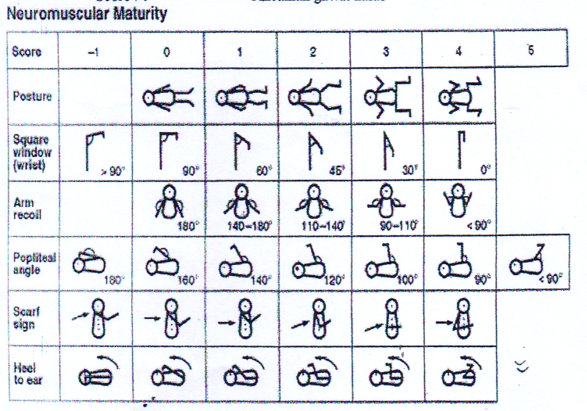 Neuromuscular Maturity
Score -1 0 1 2 3 4 5
Posture
Square
window
(wrist)
> 90° 90° 60° 45° 30° 0°
Arm
recoil
180° 140-180° 110-140° 90-110° < 90°
Popliteal
angle
180° 160° 140° 120° 100° 90° < 90°
Scarf
sign
Heel
to ear